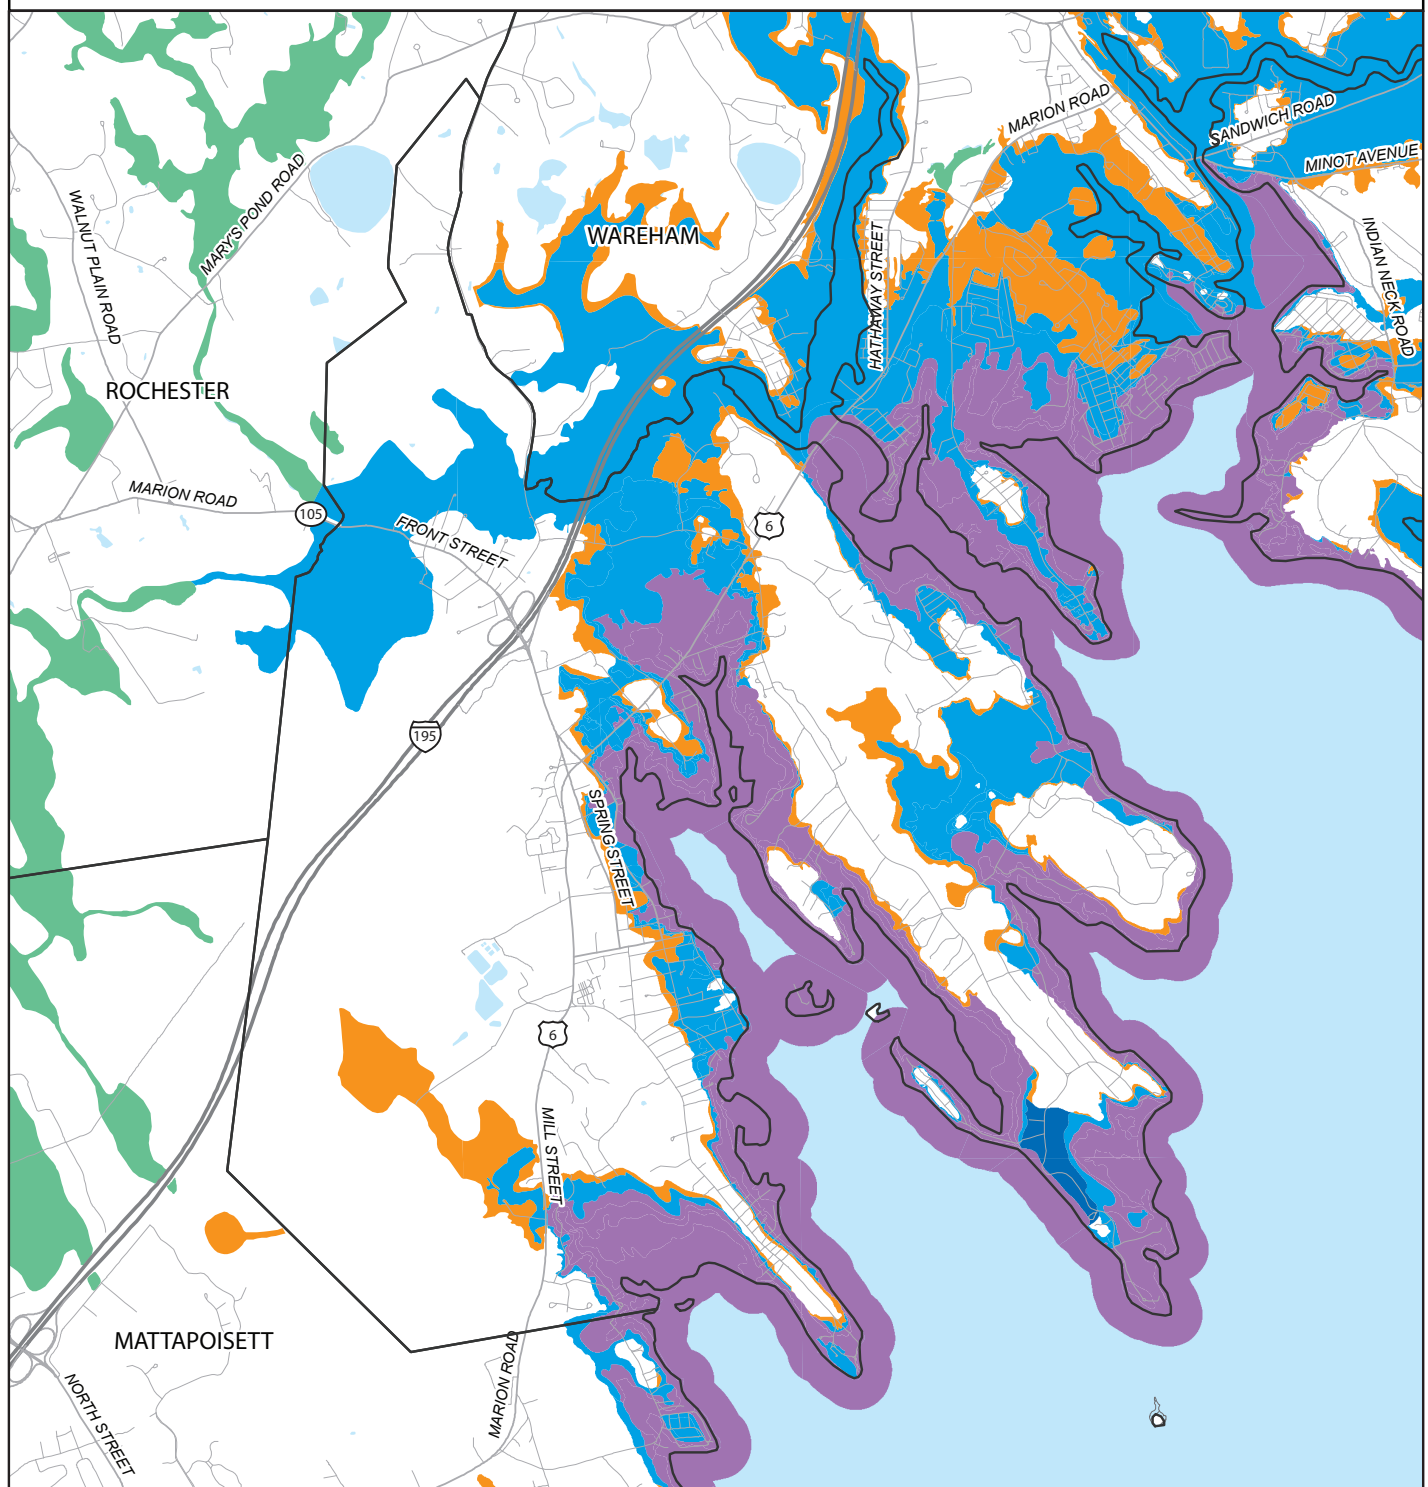 MARION ROAD
SANDWICH ROAD
MINOT AVENUE
MARY'S POND ROAD
WALNUT PLAIN ROAD
WAREHAM
HATHAWAY STREET
INDIAN NECK ROAD
ROCHESTER
MARION ROAD
105
FRONT STREET
6
195
SPRING STREET
6
MILL STREET
MATTAPOISETT
MARION ROAD
NORTH STREET